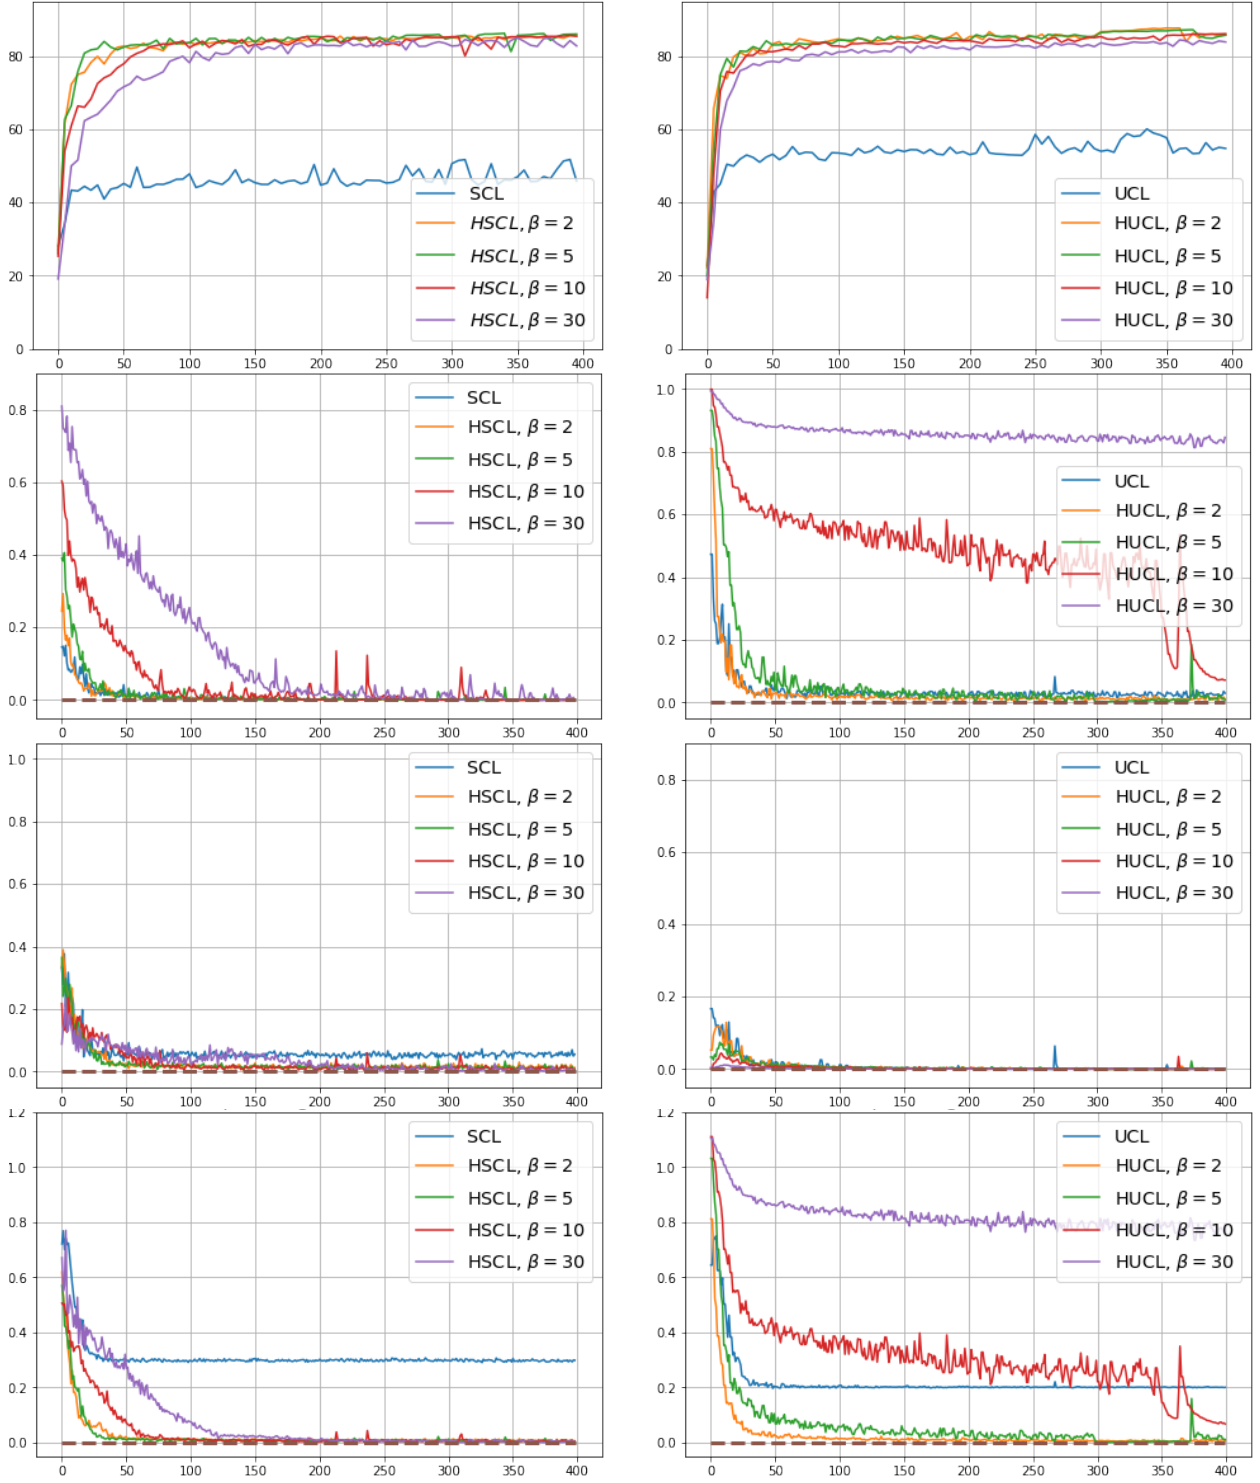 80
60
40
20
0
SCL
HSCL, β = 2
HSCL, β = 5
HSCL, β = 10
HSCL, β = 30
0 50 100 150 200 250 300 350 400
80
60
40
20
0
UCL
HUCL, β = 2
HUCL, β = 5
HUCL, β = 10
HUCL, β = 30
0 50 100 150 200 250 300 350 400
0.8
0.6
0.4
0.2
0.0
SCL
HSCL, β = 2
HSCL, β = 5
HSCL, β = 10
HSCL, β = 30
0 50 100 150 200 250 300 350 400
1.0
0.8
0.6
0.4
0.2
0.0
UCL
HUCL, β = 2
HUCL, β = 5
HUCL, β = 10
HUCL, β = 30
0 50 100 150 200 250 300 350 400
1.0
0.8
0.6
0.4
0.2
0.0
SCL
HSCL, β = 2
HSCL, β = 5
HSCL, β = 10
HSCL, β = 30
0 50 100 150 200 250 300 350 400
0.8
0.6
0.4
0.2
0.0
UCL
HUCL, β = 2
HUCL, β = 5
HUCL, β = 10
HUCL, β = 30
0 50 100 150 200 250 300 350 400
1.2
1.0
0.8
0.6
0.4
0.2
0.0
SCL
HSCL, β = 2
HSCL, β = 5
HSCL, β = 10
HSCL, β = 30
0 50 100 150 200 250 300 350 400
1.2
1.0
0.8
0.6
0.4
0.2
0.0
UCL
HUCL, β = 2
HUCL, β = 5
HUCL, β = 10
HUCL, β = 30
0 50 100 150 200 250 300 350 400